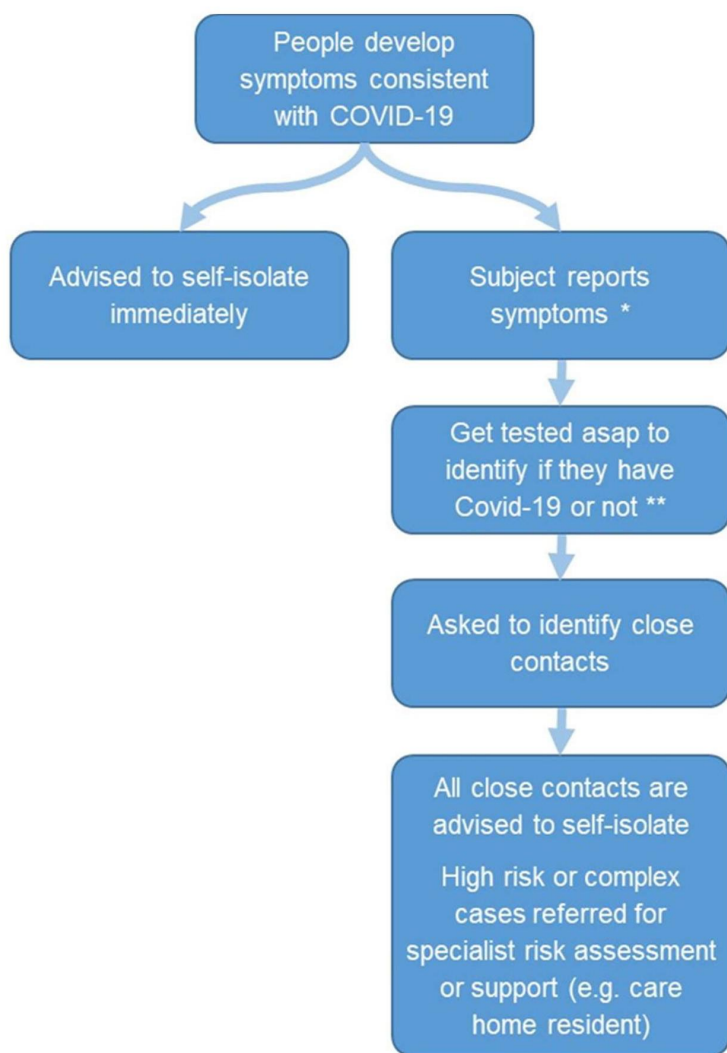 People develop
symptoms consistent
with COVID-19
Advised to self-isolate
immediately
Subject reports
symptoms *
Get tested asap to
identify if they have
Covid-19 or not **
Asked to identify close
contacts
All close contacts are
advised to self-isolate
High risk or complex
cases referred for
specialist risk assessment
or support (e.g. care
home resident)